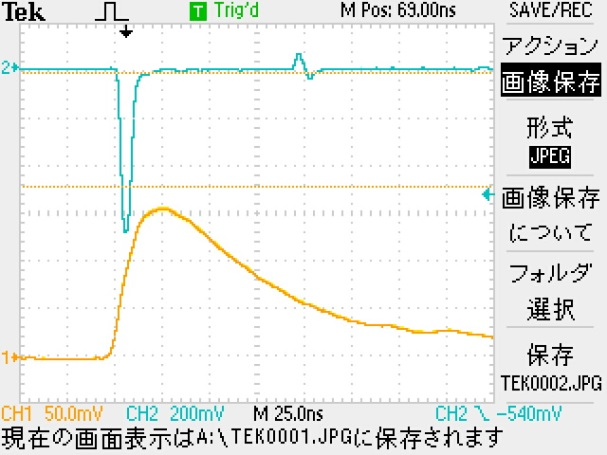 Tek T Trig'd M Pos: 69.00ns SAVE/REC
アクション
画像保存
2
形式
JPEG
画像保存
について
フォルダ
選択
1
保存
TEK0002.JPG
CH1 50.0mV CH2 200mV M 25.0ns CH2 -540mV
現在の画面表示はA:\TEK0001.JPGに保存されます